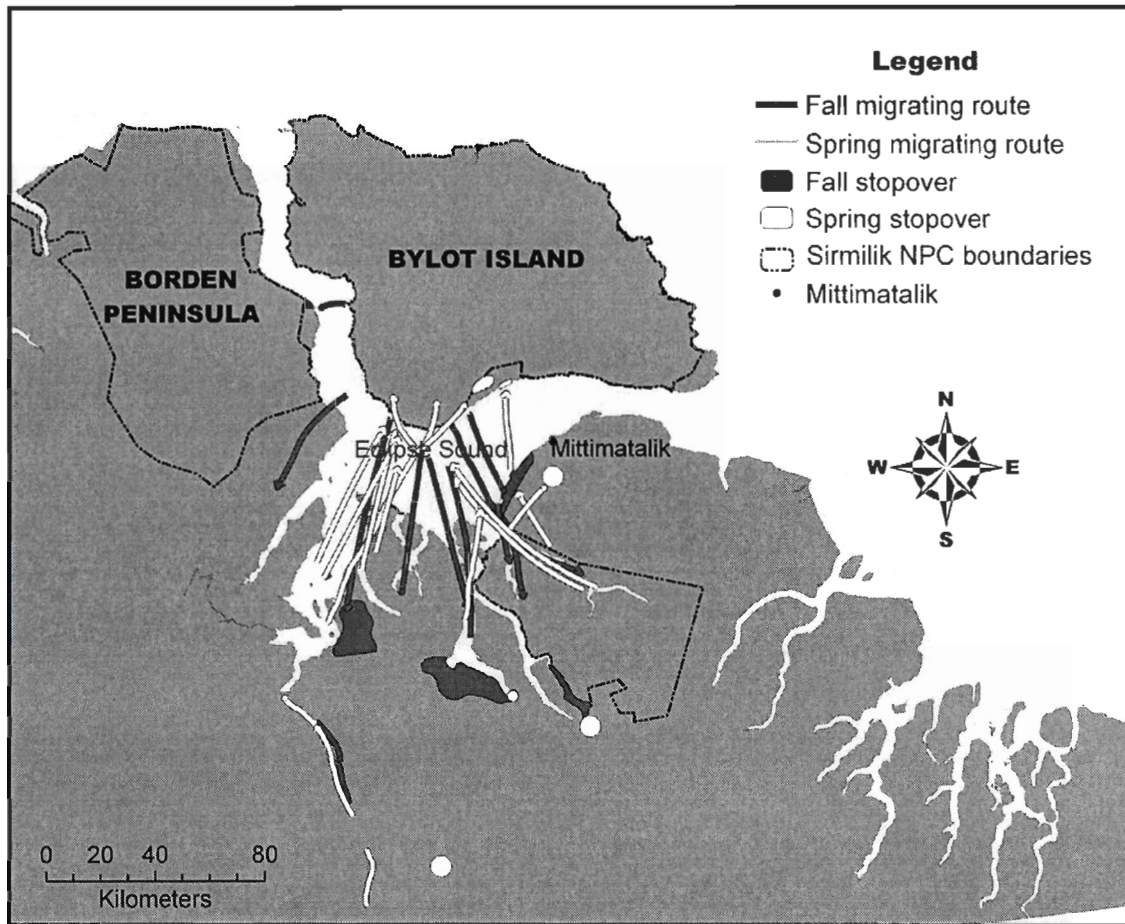 Legend
Fall migrating route
Spring migrating route
Fall stopover
Spring stopover
Sirmilik NPC boundaries
Mittimatalik
BYLOT ISLAND
BORDEN
PENINSULA
N
W E
S
Eclipse Sound
Mittimatalik
0 20 40 80
Kilometers